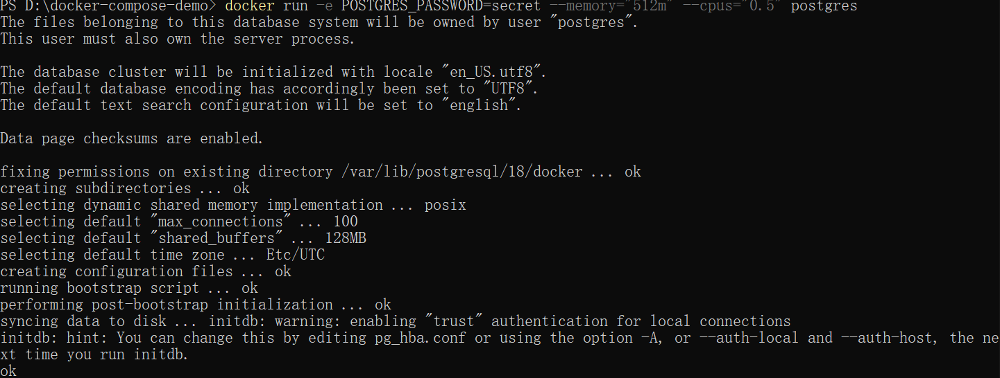 PS D:\docker-compose-demo> docker run -e POSTGRES_PASSWORD=secret --memory="512m" --cpus="0.5" postgres
The files belonging to this database system will be owned by user "postgres".
This user must also own the server process.
The database cluster will be initialized with locale "en_US.utf8".
The default database encoding has accordingly been set to "UTF8".
The default text search configuration will be set to "english".
Data page checksums are enabled.
fixing permissions on existing directory /var/lib/postgresql/18/docker ... ok
creating subdirectories ... ok
selecting dynamic shared memory implementation ... posix
selecting default "max_connections" ... 100
selecting default "shared_buffers" ... 128MB
selecting default time zone ... Etc/UTC
creating configuration files ... ok
running bootstrap script ... ok
performing post-bootstrap initialization ... ok
syncing data to disk ... initdb: warning: enabling "trust" authentication for local connections
initdb: hint: You can change this by editing pg_hba.conf or using the option -A, or --auth-local and --auth-host, the ne
xt time you run initdb.
ok